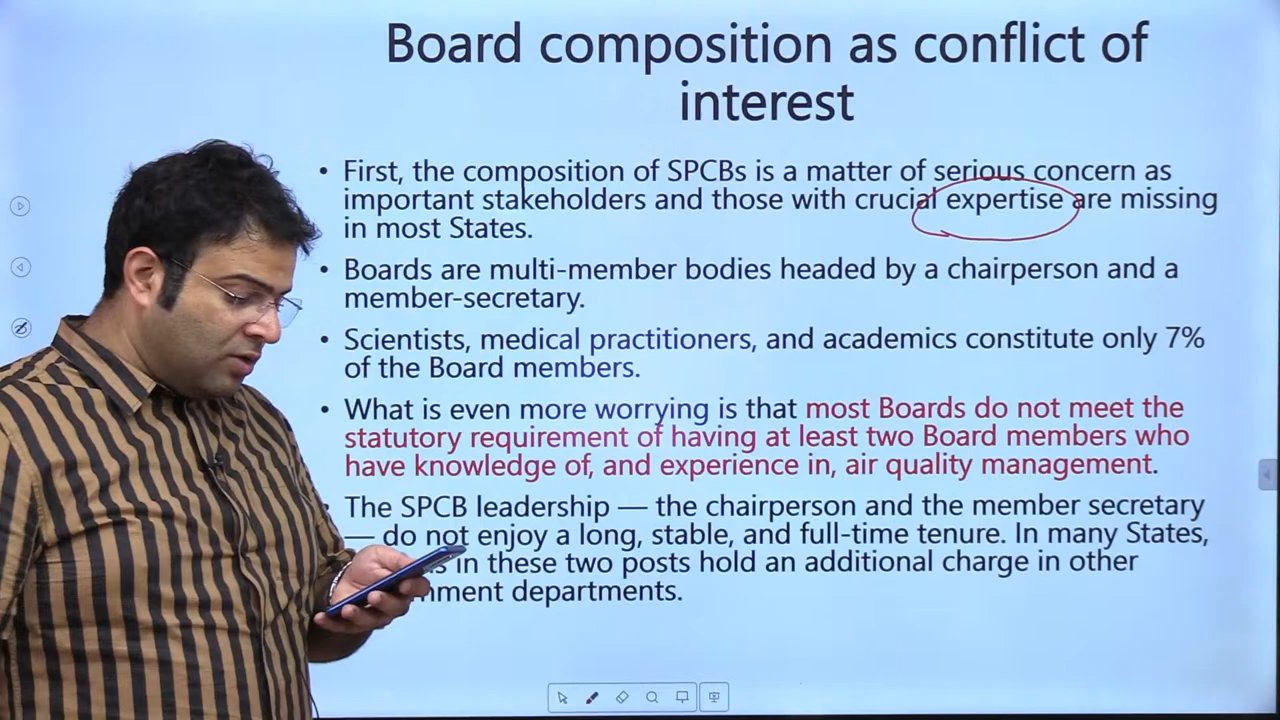 Board composition as conflict of
interest
• First, the composition of SPCBs is a matter of serious concern as
important stakeholders and those with crucial expertise are missing
in most States.
• Boards are multi-member bodies headed by a chairperson and a
member-secretary.
• Scientists, medical practitioners, and academics constitute only 7%
of the Board members.
• What is even more worrying is that most Boards do not meet the
statutory requirement of having at least two Board members who
have knowledge of, and experience in, air quality management.
• The SPCB leadership — the chairperson and the member secretary
— do not enjoy a long, stable, and full-time tenure. In many States,
in these two posts hold an additional charge in other
departments.